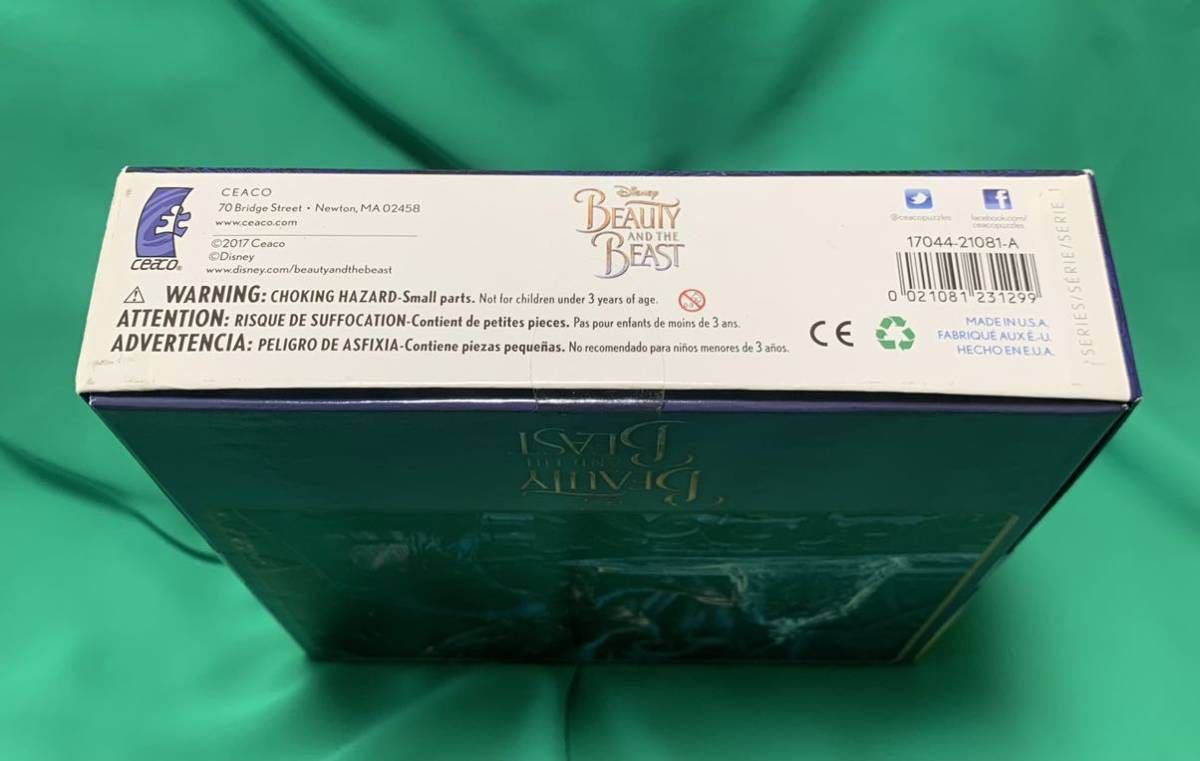 CEACO
70 Bridge Street • Newton, MA 02458
www.ceaco.com
©2017 Ceaco
©Disney
www.disney.com/beautyandthebeast
ceaco®
Disney
BEAUTY
AND THE
BEAST
@ceacopuzzles
facebook.com/
ceacopuzzles
17044-21081-A
0 021081 231299
SERIES/SÉRIE/SERIE 1
⚠ WARNING: CHOKING HAZARD-Small parts. Not for children under 3 years of age.
ATTENTION: RISQUE DE SUFFOCATION-Contient de petites pieces. Pas pour enfants de moins de 3 ans.
ADVERTENCIA: PELIGRO DE ASFIXIA-Contiene piezas pequeñas. No recomendado para niños menores de 3 años.
0-3
CE
MADE IN U.S.A.
FABRIQUE AUX É.-U.
HECHO EN E.U.A.
BEAUTY
AND THE
BEAST